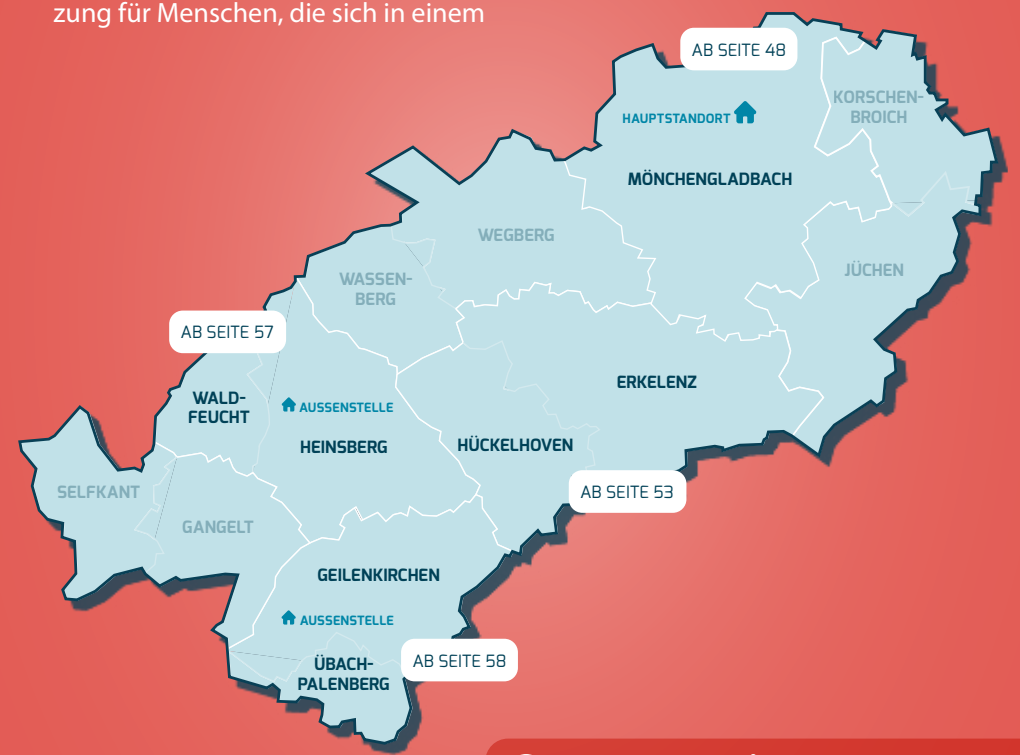 zung für Menschen, die sich in einem
AB SEITE 48
KORSCHEN-
BROICH
HAUPTSTANDORT
MÖNCHENGLADBACH
WEGBERG
JÜCHEN
WASSEN-
BERG
AB SEITE 57
ERKELENZ
WALD-
FEUCHT
AUSSENSTELLE
HEINSBERG
HÜCKELHOVEN
SELFKANT
AB SEITE 53
GANGELT
GEILENKIRCHEN
AUSSENSTELLE
ÜBACH-
PALENBERG
AB SEITE 58